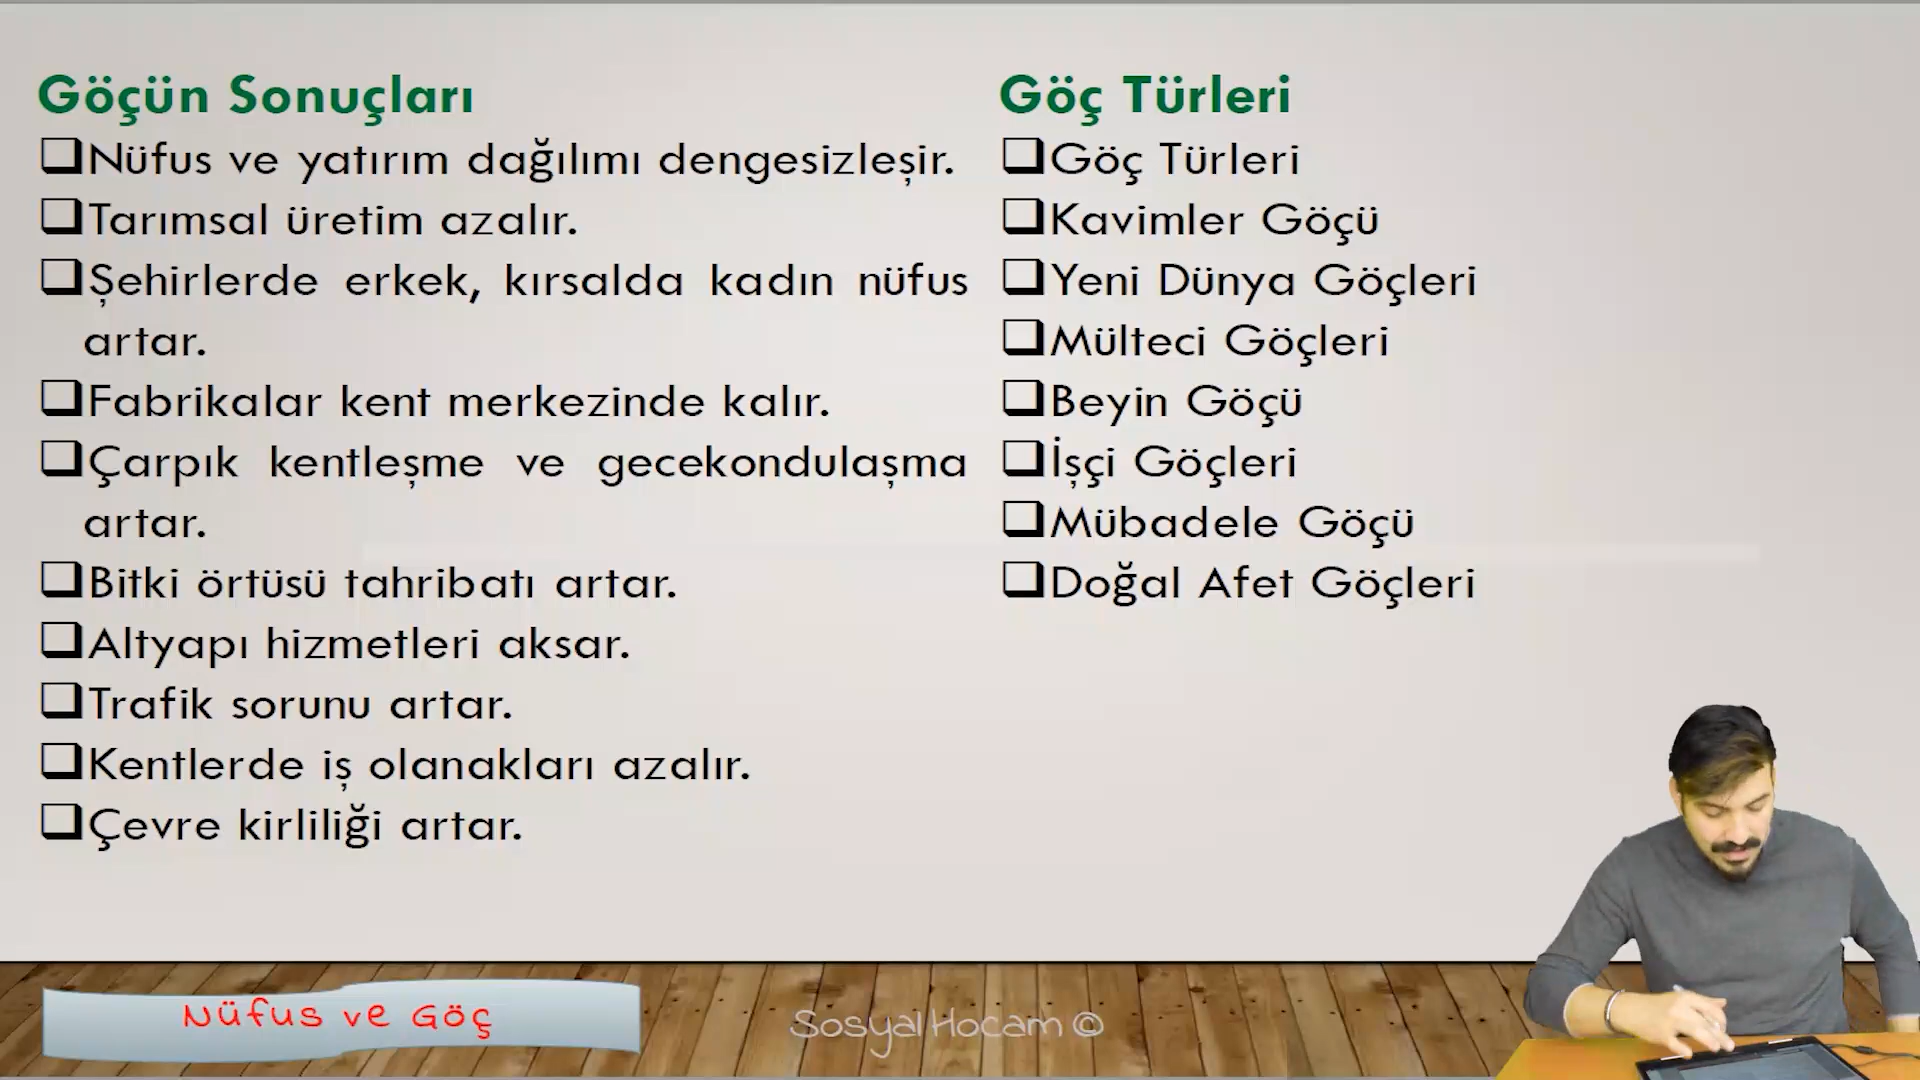 Göçün Sonuçları
❑Nüfus ve yatırım dağılımı dengesizleşir.
❑Tarımsal üretim azalır.
❑Şehirlerde erkek, kırsalda kadın nüfus
artar.
❑Fabrikalar kent merkezinde kalır.
❑Çarpık kentleşme ve gecekondulaşma
artar.
❑Bitki örtüsü tahribatı artar.
❑Altyapı hizmetleri aksar.
❑Trafik sorunu artar.
❑Kentlerde iş olanakları azalır.
❑Çevre kirliliği artar.
Göç Türleri
❑Göç Türleri
❑Kavimler Göçü
❑Yeni Dünya Göçleri
❑Mülteci Göçleri
❑Beyin Göçü
❑İşçi Göçleri
❑Mübadele Göçü
❑Doğal Afet Göçleri
Nüfus ve Göç
Sosyal Hocam ©